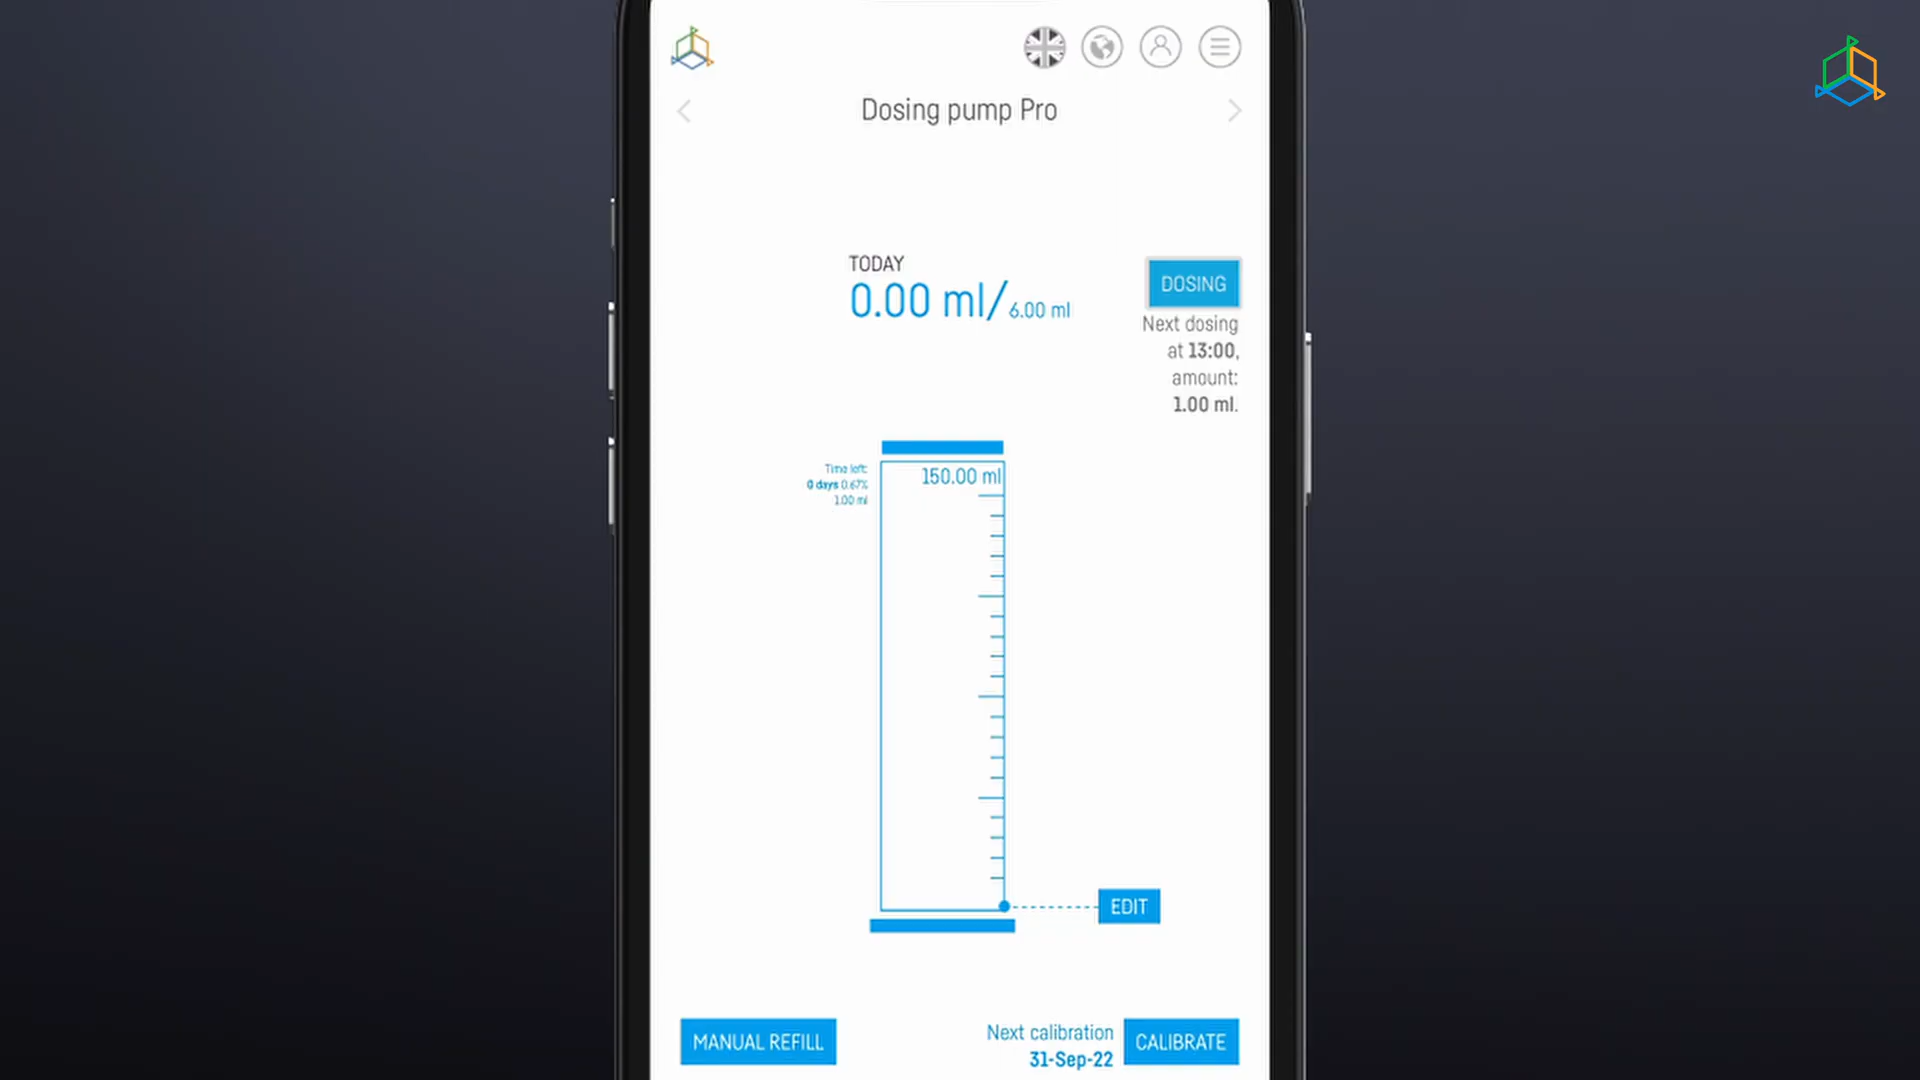 Dosing pump Pro
TODAY
0.00 ml/6.00 ml
DOSING
Next dosing
at 13:00,
amount:
1.00 ml.
Time left:
0 days 0.67%
1.00 ml
150.00 ml
EDIT
MANUAL REFILL
Next calibration
31-Sep-22
CALIBRATE